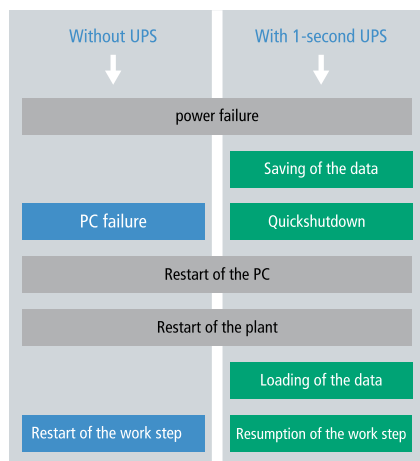 Without UPS
With 1-second UPS
power failure
Saving of the data
PC failure
Quickshutdown
Restart of the PC
Restart of the plant
Loading of the data
Restart of the work step
Resumption of the work step